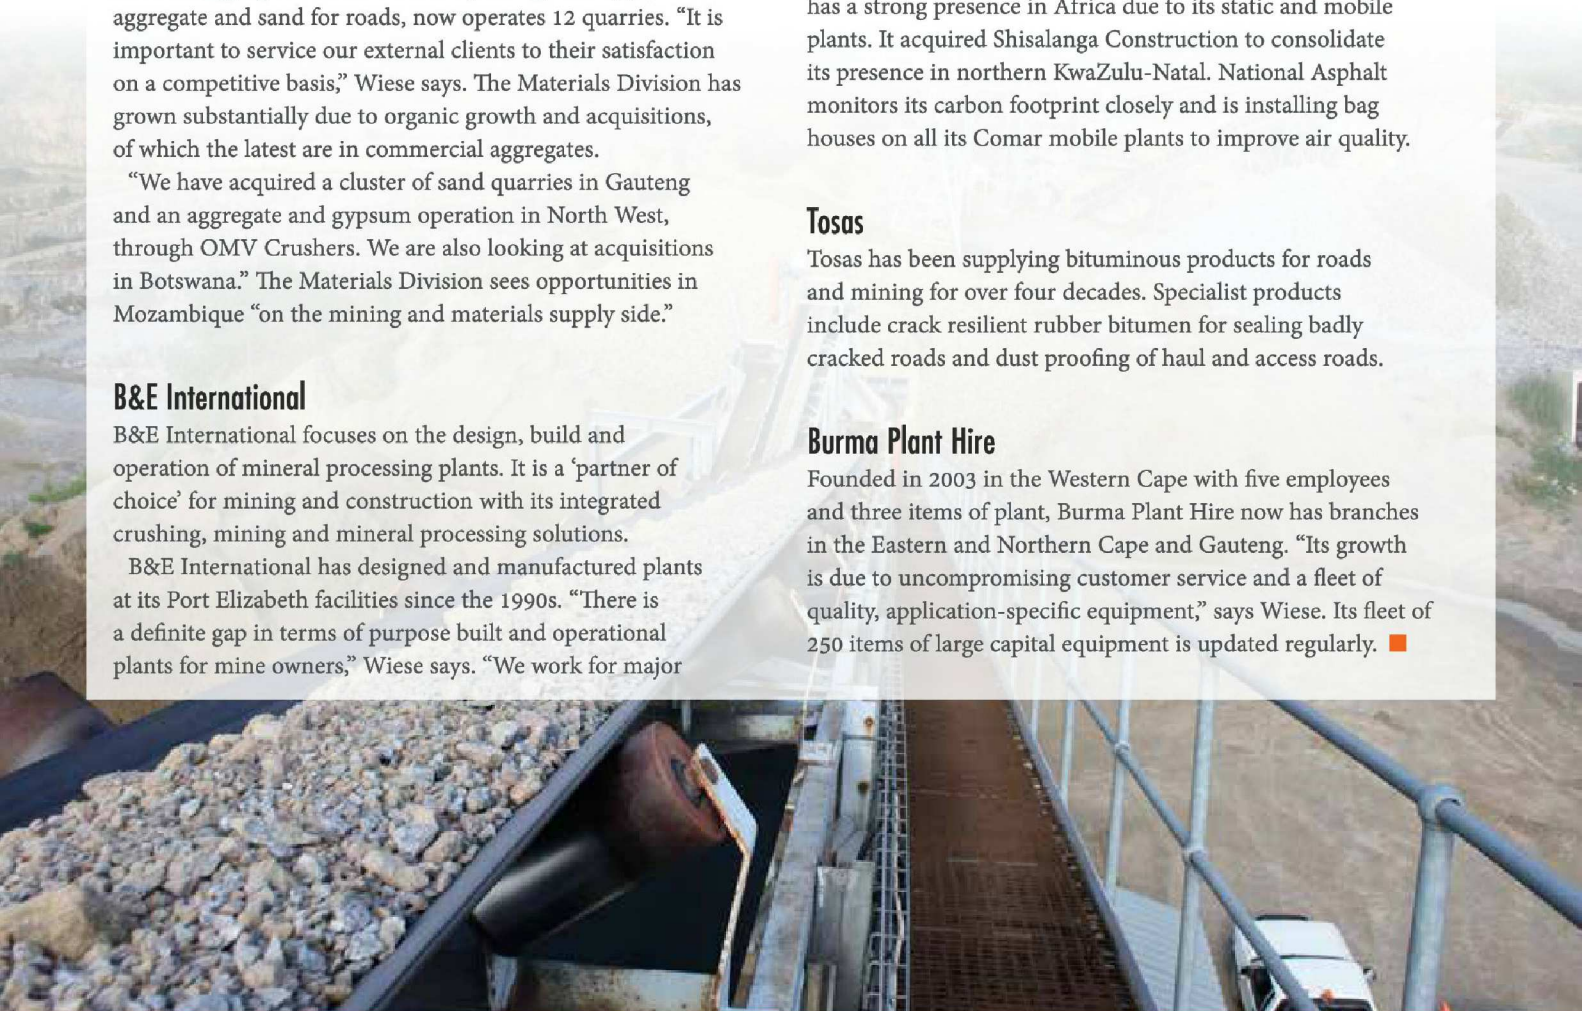 aggregate and sand for roads, now operates 12 quarries. “It is
important to service our external clients to their satisfaction
on a competitive basis,” Wiese says. The Materials Division has
grown substantially due to organic growth and acquisitions,
of which the latest are in commercial aggregates.
“We have acquired a cluster of sand quarries in Gauteng
and an aggregate and gypsum operation in North West,
through OMV Crushers. We are also looking at acquisitions
in Botswana.” The Materials Division sees opportunities in
Mozambique “on the mining and materials supply side.”
B&E International
B&E International focuses on the design, build and
operation of mineral processing plants. It is a ‘partner of
choice’ for mining and construction with its integrated
crushing, mining and mineral processing solutions.
B&E International has designed and manufactured plants
at its Port Elizabeth facilities since the 1990s. “There is
a definite gap in terms of purpose built and operational
plants for mine owners,” Wiese says. “We work for major
has a strong presence in Africa due to its static and mobile
plants. It acquired Shisalanga Construction to consolidate
its presence in northern KwaZulu-Natal. National Asphalt
monitors its carbon footprint closely and is installing bag
houses on all its Comar mobile plants to improve air quality.
Tosas
Tosas has been supplying bituminous products for roads
and mining for over four decades. Specialist products
include crack resilient rubber bitumen for sealing badly
cracked roads and dust proofing of haul and access roads.
Burma Plant Hire
Founded in 2003 in the Western Cape with five employees
and three items of plant, Burma Plant Hire now has branches
in the Eastern and Northern Cape and Gauteng. “Its growth
is due to uncompromising customer service and a fleet of
quality, application-specific equipment,” says Wiese. Its fleet of
250 items of large capital equipment is updated regularly.